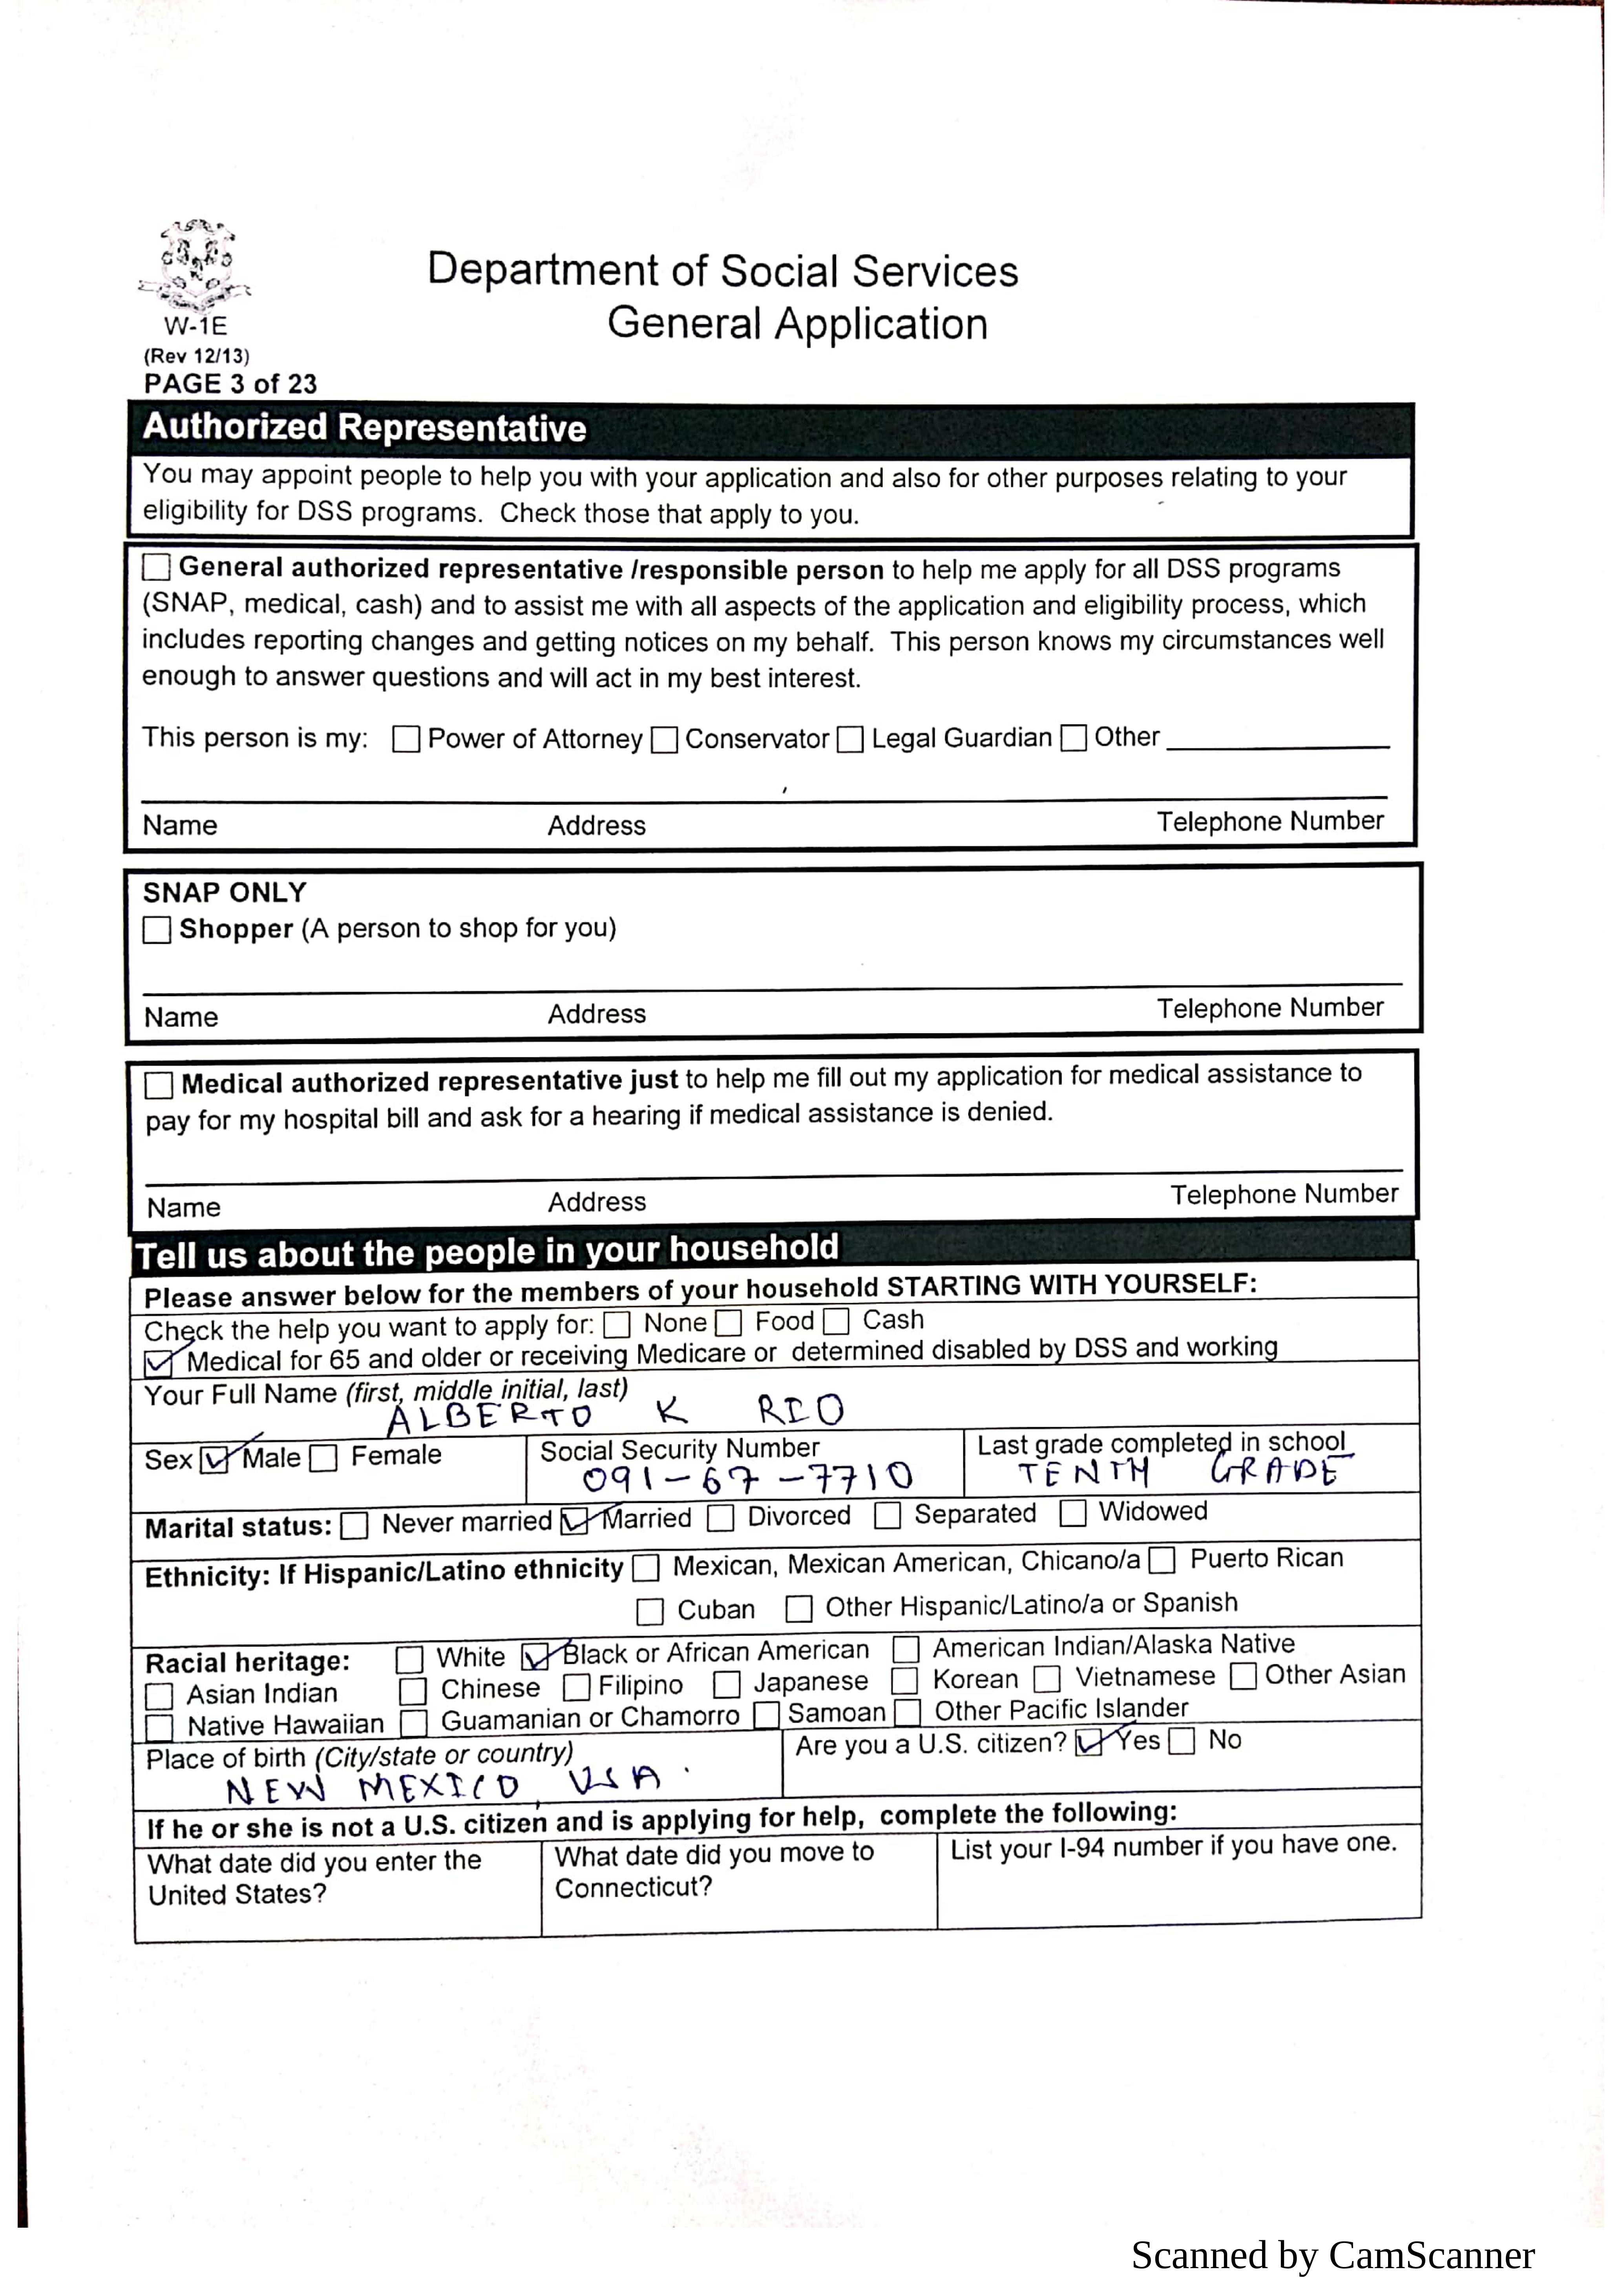 Department of Social Services
General Application
W-1E
(Rev 12/13)
PAGE 3 of 23
Authorized Representative
You may appoint people to help you with your application and also for other purposes relating to your
eligibility for DSS programs. Check those that apply to you.
General authorized representative /responsible person to help me apply for all DSS programs
(SNAP, medical, cash) and to assist me with all aspects of the application and eligibility process, which
includes reporting changes and getting notices on my behalf. This person knows my circumstances well
enough to answer questions and will act in my best interest.
This person is my: Power of Attorney Conservator Legal Guardian Other
Name Address Telephone Number
SNAP ONLY
Shopper (A person to shop for you)
Name Address Telephone Number
Medical authorized representative just to help me fill out my application for medical assistance to
pay for my hospital bill and ask for a hearing if medical assistance is denied.
Name Address Telephone Number
Tell us about the people in your household
Please answer below for the members of your household STARTING WITH YOURSELF:
Check the help you want to apply for: None Food Cash
Medical for 65 and older or receiving Medicare or determined disabled by DSS and working
Your Full Name (first, middle initial, last)
ALBERTO K RIO
Sex Male Female Social Security Number Last grade completed in school
091-67-7710 TENTH GRADE
Marital status: Never married Married Divorced Separated Widowed
Ethnicity: If Hispanic/Latino ethnicity Mexican, Mexican American, Chicano/a Puerto Rican
Cuban Other Hispanic/Latino/a or Spanish
Racial heritage: White Black or African American American Indian/Alaska Native
Asian Indian Chinese Filipino Japanese Korean Vietnamese Other Asian
Native Hawaiian Guamanian or Chamorro Samoan Other Pacific Islander
Place of birth (City/state or country) Are you a U.S. citizen? Yes No
NEW MEXICO, USA.
If he or she is not a U.S. citizen and is applying for help, complete the following:
What date did you enter the What date did you move to List your I-94 number if you have one.
United States? Connecticut?
Scanned by CamScanner